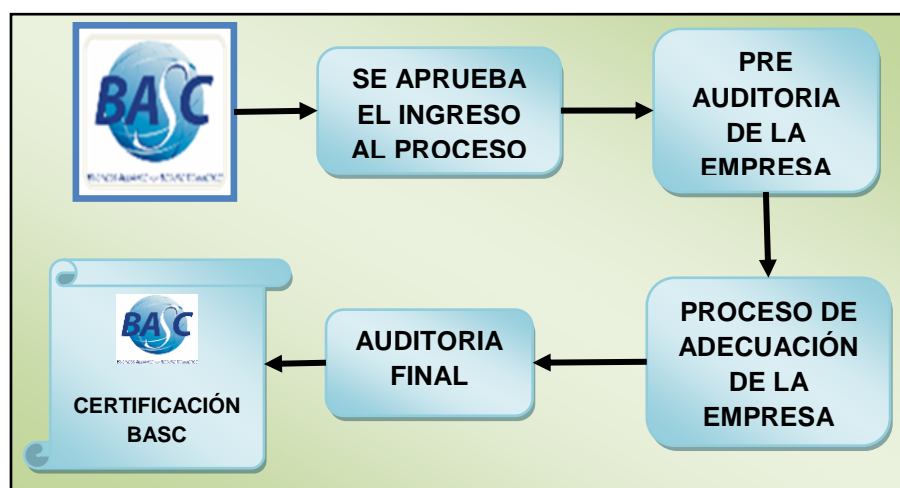 BASC
SE APRUEBA
EL INGRESO
AL PROCESO
PRE
AUDITORIA
DE LA
EMPRESA
PROCESO DE
ADECUACIÓN
DE LA
EMPRESA
AUDITORIA
FINAL
BASC
CERTIFICACIÓN
BASC